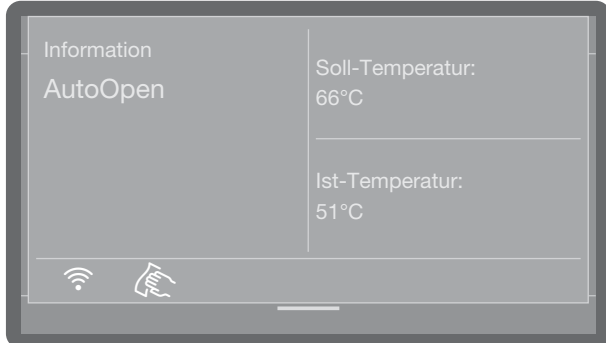 Information
AutoOpen
Soll-Temperatur:
66°C
Ist-Temperatur:
51°C